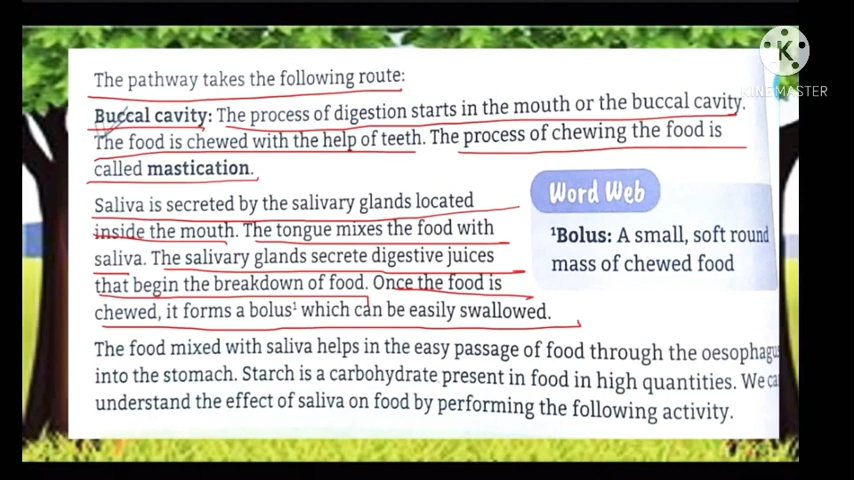 The pathway takes the following route:
Buccal cavity: The process of digestion starts in the mouth or the buccal cavity.
The food is chewed with the help of teeth. The process of chewing the food is
called mastication.
Saliva is secreted by the salivary glands located
inside the mouth. The tongue mixes the food with
saliva. The salivary glands secrete digestive juices
that begin the breakdown of food. Once the food is
chewed, it forms a bolus¹ which can be easily swallowed.
Word Web
¹Bolus: A small, soft round
mass of chewed food
The food mixed with saliva helps in the easy passage of food through the oesophagus
into the stomach. Starch is a carbohydrate present in food in high quantities. We
understand the effect of saliva on food by performing the following activity.
K
KINEMASTER